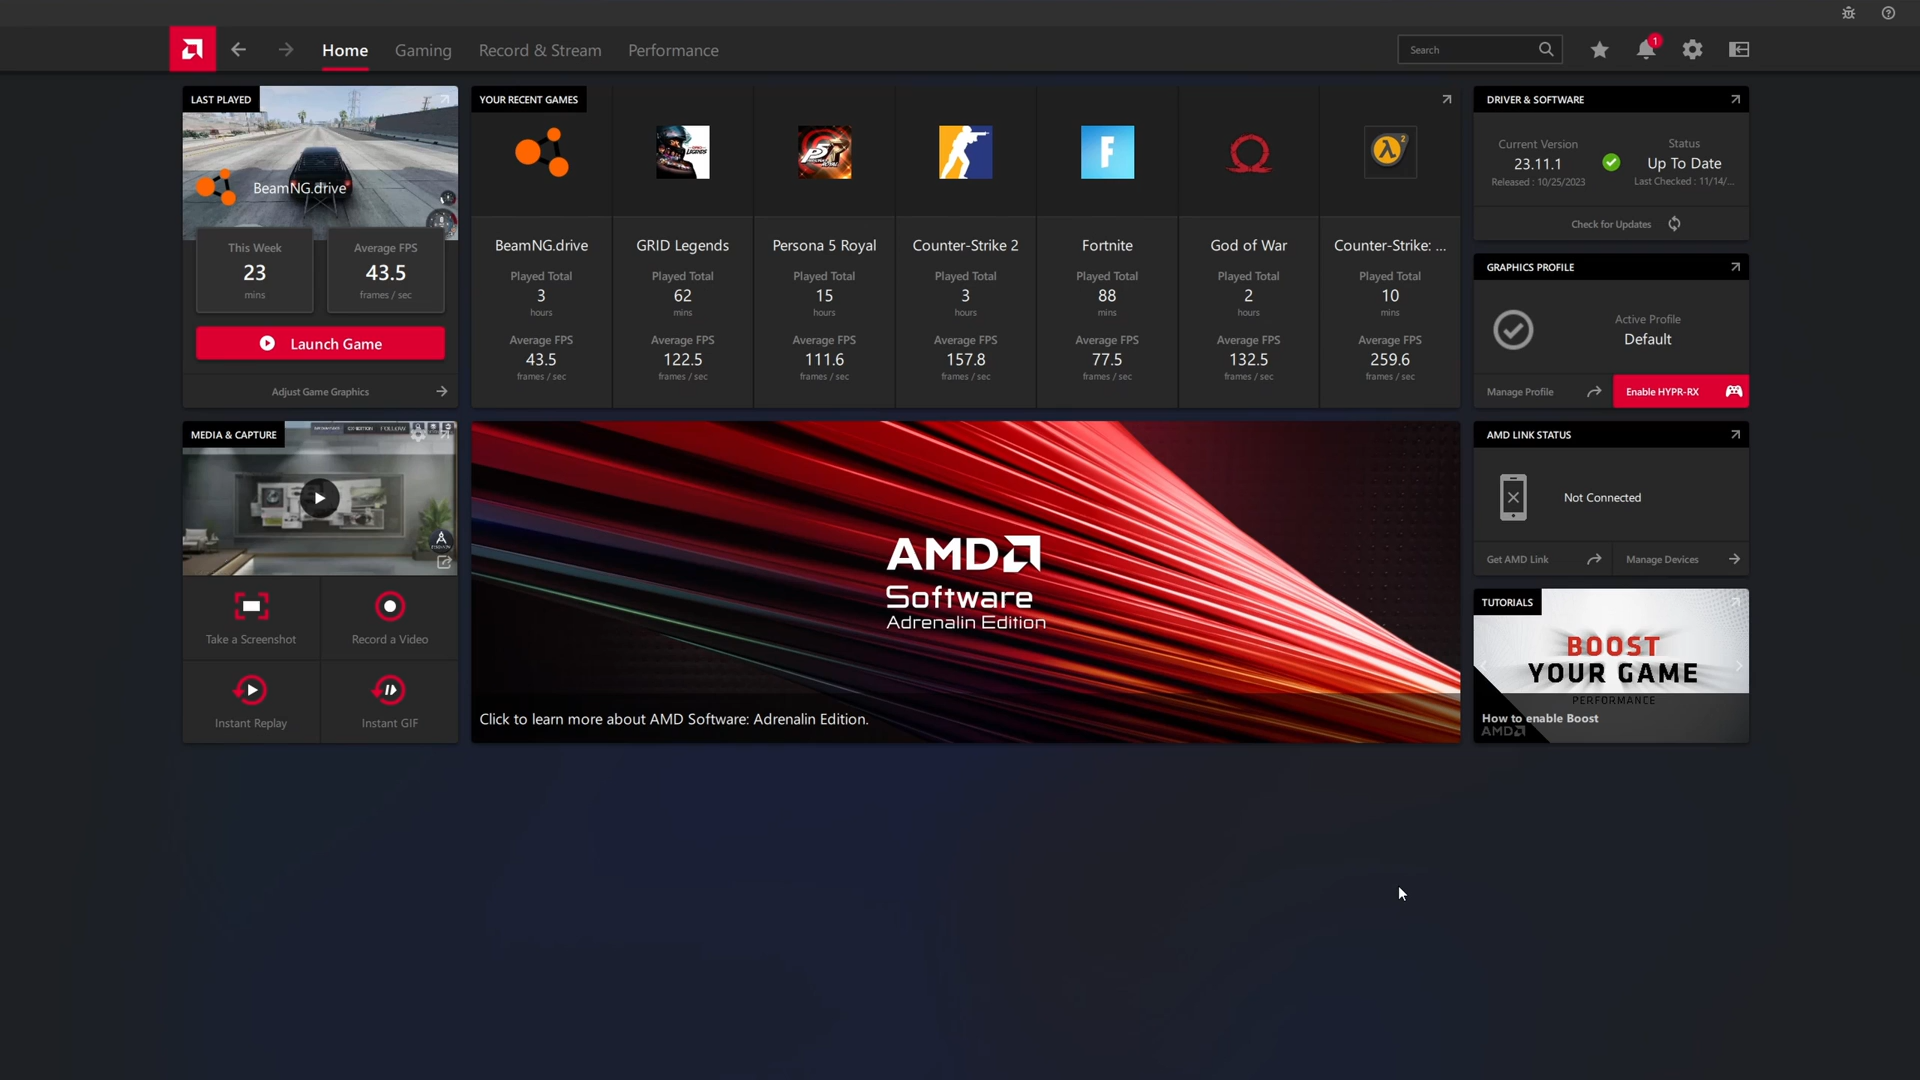 Home
Gaming
Record & Stream
Performance
Search
1
LAST PLAYED
BeamNG.drive
This Week
23
mins
Average FPS
43.5
frames / sec
Launch Game
Adjust Game Graphics
YOUR RECENT GAMES
BeamNG.drive
Played Total
3
hours
Average FPS
43.5
frames / sec
GRID Legends
Played Total
62
mins
Average FPS
122.5
frames / sec
Persona 5 Royal
Played Total
15
hours
Average FPS
111.6
frames / sec
Counter-Strike 2
Played Total
3
hours
Average FPS
157.8
frames / sec
F
Fortnite
Played Total
88
mins
Average FPS
77.5
frames / sec
God of War
Played Total
2
hours
Average FPS
132.5
frames / sec
λ2
Counter-Strike: ...
Played Total
10
mins
Average FPS
259.6
frames / sec
DRIVER & SOFTWARE
Current Version
23.11.1
Released : 10/25/2023
Status
Up To Date
Last Checked : 11/14/...
Check for Updates
GRAPHICS PROFILE
Active Profile
Default
Manage Profile
Enable HYPR-RX
MEDIA & CAPTURE
FOLLOW
Take a Screenshot
Record a Video
Instant Replay
Instant GIF
AMD
Software
Adrenalin Edition
Click to learn more about AMD Software: Adrenalin Edition.
AMD LINK STATUS
Not Connected
Get AMD Link
Manage Devices
TUTORIALS
BOOST
YOUR GAME
PERFORMANCE
How to enable Boost
AMD